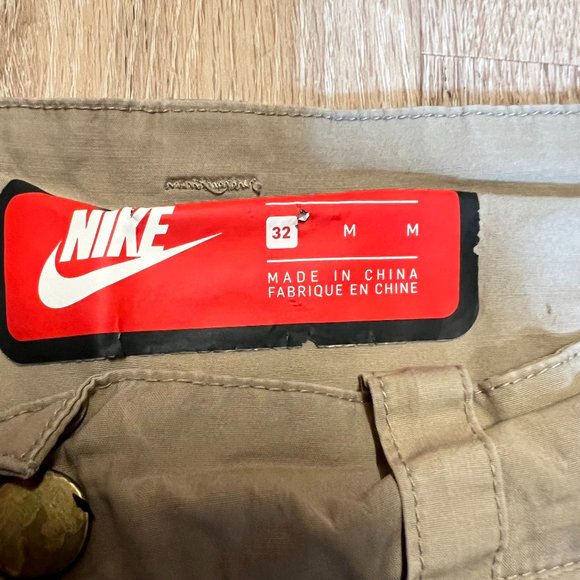 NIKE
32 M M
MADE IN CHINA
FABRIQUE EN CHINE